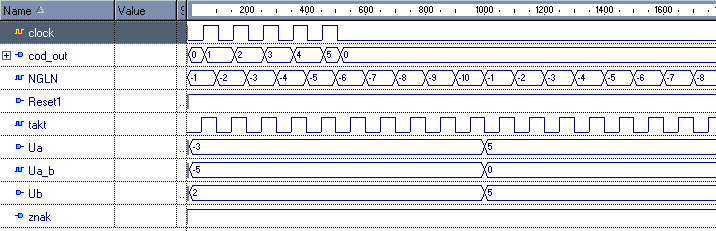 Name Value S 200 400 600 800 1000 1200 1400 1600
clock
cod_out 0 1 2 3 4 5 0
NGLN -1 -2 -3 -4 -5 -6 -7 -8 -9 -10 -1 -2 -3 -4 -5 -6 -7 -8
Reset1
takt
Ua -3 5
Ua_b -5 0
Ub 2 5
znak